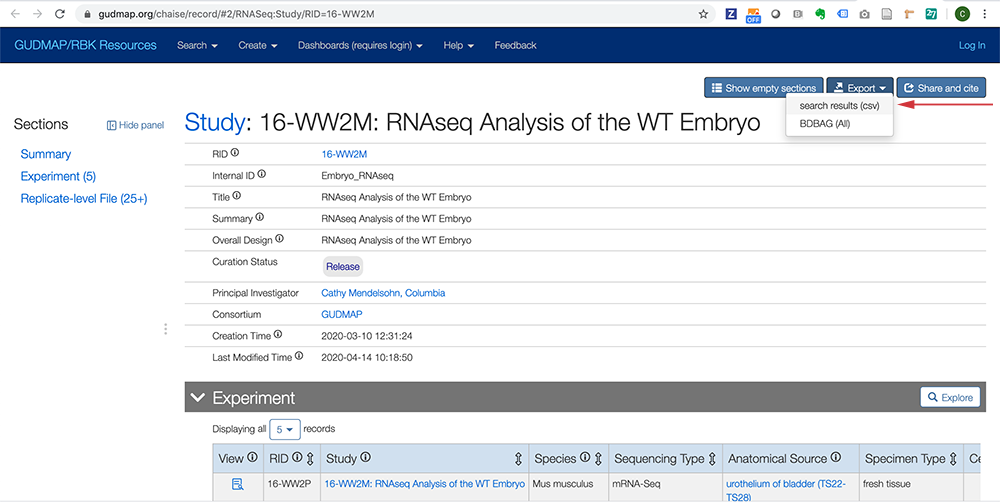 gudmap.org/chaise/record/#2/RNASeq:Study/RID=16-WW2M
OFF
27
C
GUDMAP/RBK Resources Search Create Dashboards (requires login) Help Feedback Log In
Show empty sections Export Share and cite
search results (csv)
BDBAG (All)
Sections Hide panel
Summary
Experiment (5)
Replicate-level File (25+)
Study: 16-WW2M: RNAseq Analysis of the WT Embryo
RID 16-WW2M
Internal ID Embryo_RNAseq
Title RNAseq Analysis of the WT Embryo
Summary RNAseq Analysis of the WT Embryo
Overall Design RNAseq Analysis of the WT Embryo
Curation Status Release
Principal Investigator Cathy Mendelsohn, Columbia
Consortium GUDMAP
Creation Time 2020-03-10 12:31:24
Last Modified Time 2020-04-14 10:18:50
Experiment Explore
Displaying all 5 records
View RID Study Species Sequencing Type Anatomical Source Specimen Type Ce
16-WW2P 16-WW2M: RNAseq Analysis of the WT Embryo Mus musculus mRNA-Seq urothelium of bladder (TS22- fresh tissue
TS28)